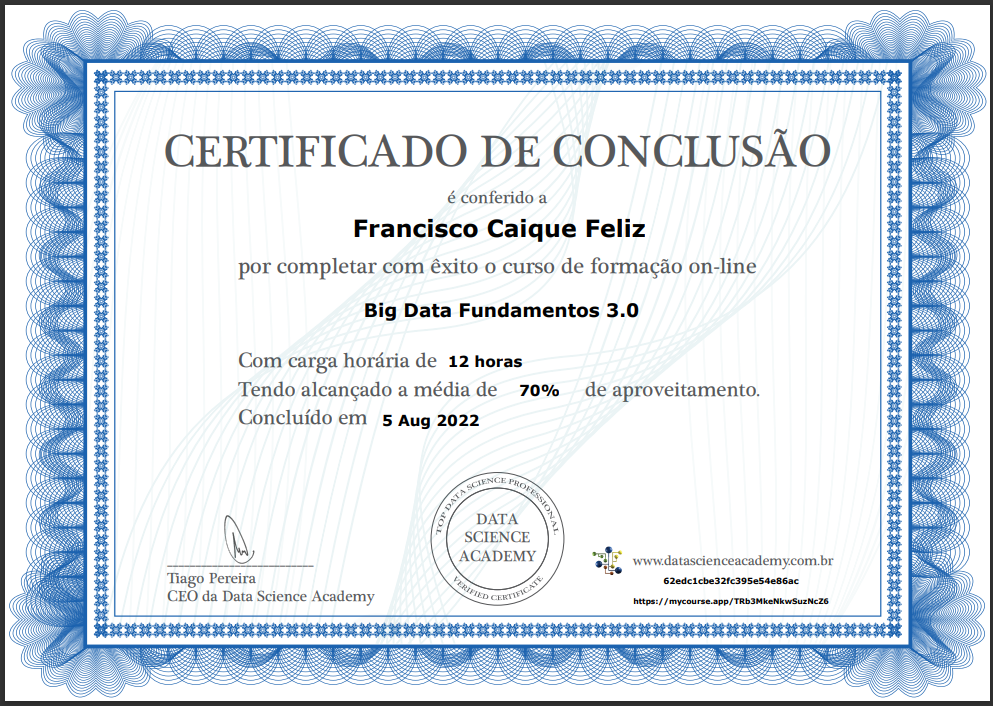 CERTIFICADO DE CONCLUSÃO
é conferido a
Francisco Caique Feliz
por completar com êxito o curso de formação on-line
Big Data Fundamentos 3.0
Com carga horária de 12 horas
Tendo alcançado a média de 70% de aproveitamento.
Concluído em 5 Aug 2022
TOP DATA SCIENCE PROFESSIONAL
DATA
SCIENCE
ACADEMY
VERIFIED CERTIFICATE
Tiago Pereira
CEO da Data Science Academy
www.datascienceacademy.com.br
62edc1cbe32fc395e54e86ac
https://mycourse.app/TRb3MkeNkwSuzNcZ6